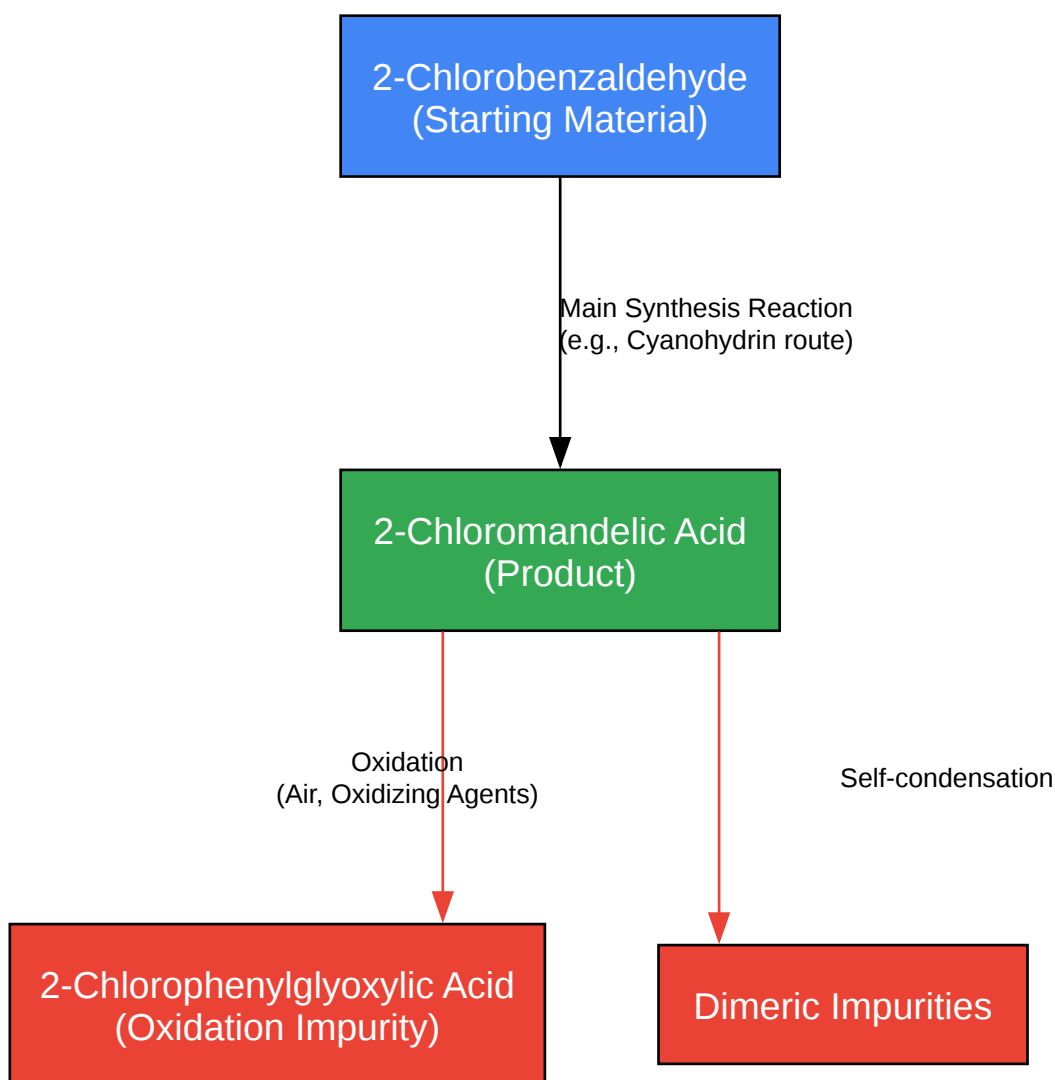 2-Chlorobenzaldehyde
(Starting Material)
Main Synthesis Reaction
(e.g., Cyanohydrin route)
2-Chloromandelic Acid
(Product)
Oxidation
(Air, Oxidizing Agents)
Self-condensation
2-Chlorophenylglyoxylic Acid
(Oxidation Impurity)
Dimeric Impurities